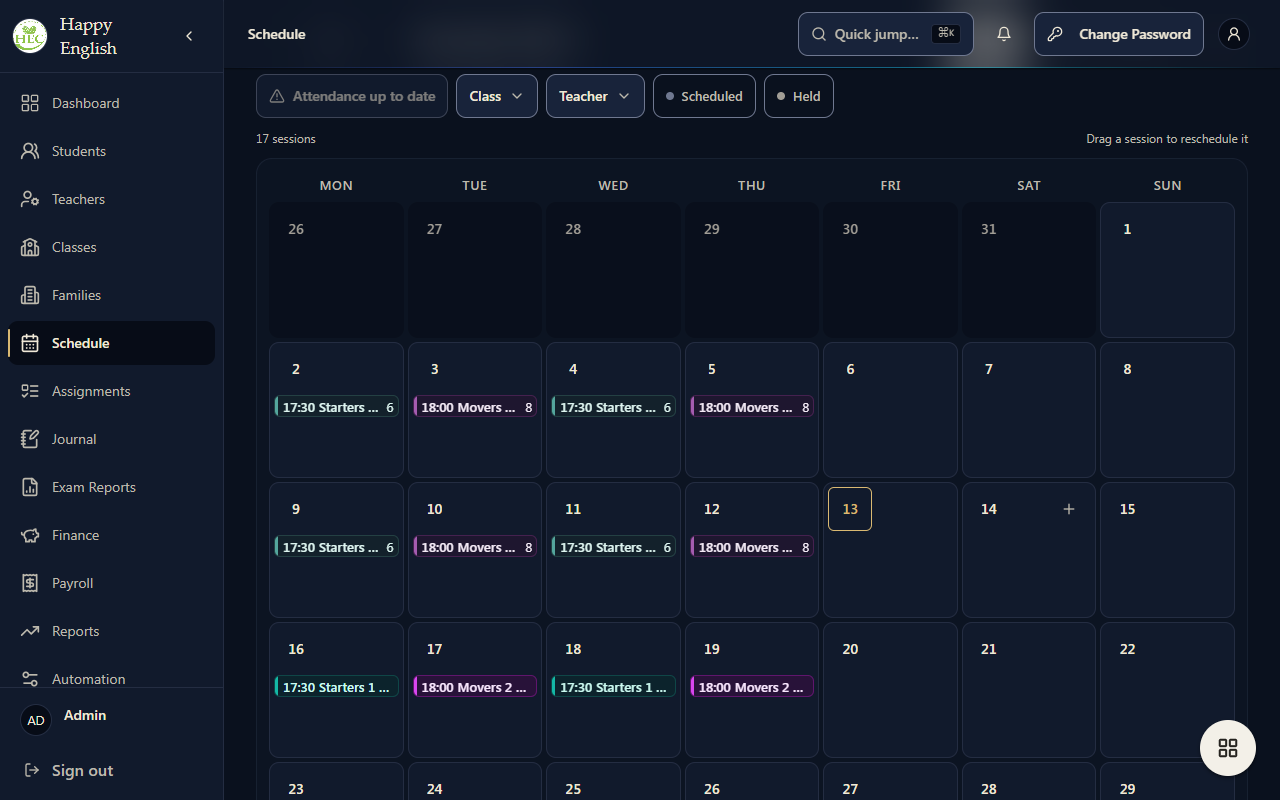 Happy
English
HEC
Schedule
Quick jump... ⌘K
Change Password
Dashboard
Students
Teachers
Classes
Families
Schedule
Assignments
Journal
Exam Reports
Finance
Payroll
Reports
Automation
AD Admin
Sign out
Attendance up to date
Class
Teacher
Scheduled
Held
17 sessions
Drag a session to reschedule it
MON TUE WED THU FRI SAT SUN
26 27 28 29 30 31 1
2 3 4 5 6 7 8
17:30 Starters ... 6
18:00 Movers ... 8
17:30 Starters ... 6
18:00 Movers ... 8
9 10 11 12 13 14 + 15
17:30 Starters ... 6
18:00 Movers ... 8
17:30 Starters ... 6
18:00 Movers ... 8
16 17 18 19 20 21 22
17:30 Starters 1 ...
18:00 Movers 2 ...
17:30 Starters 1 ...
18:00 Movers 2 ...
23 24 25 26 27 28 29